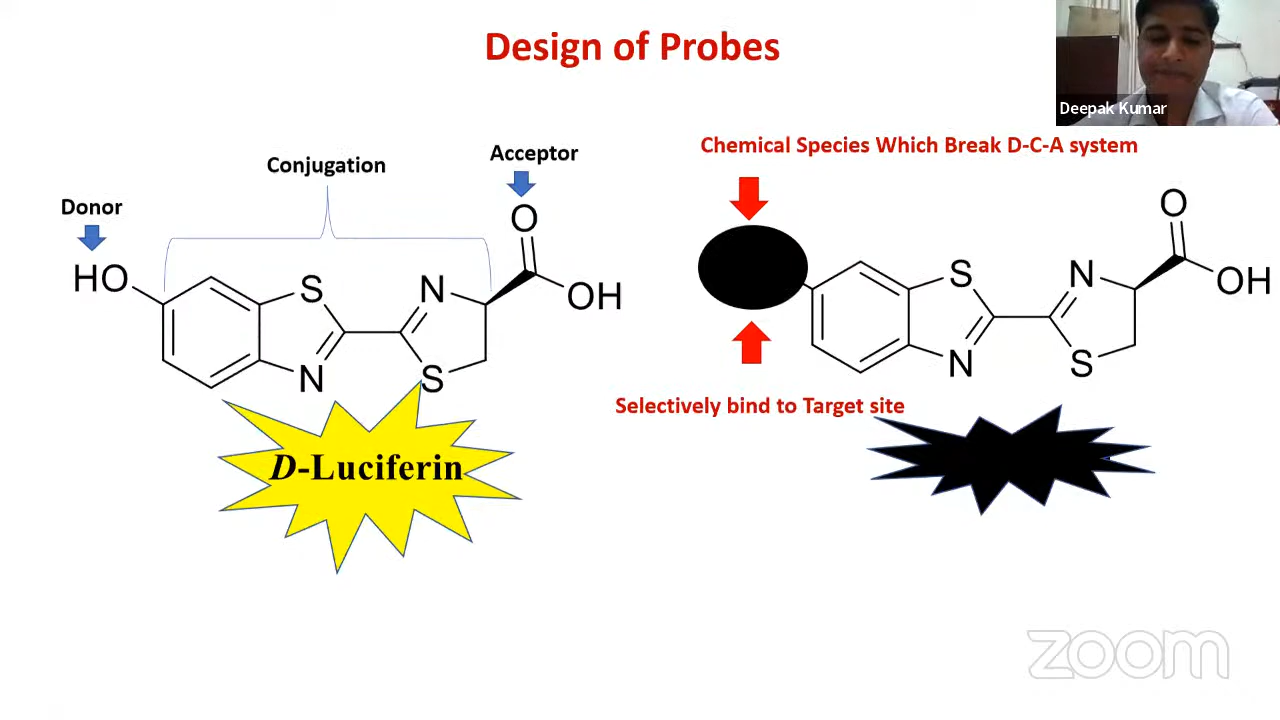 Design of Probes
Deepak Kumar
Conjugation
Acceptor
Donor
O
HO
S
N
OH
N
S
D-Luciferin
Chemical Species Which Break D-C-A system
O
S
N
OH
N
S
Selectively bind to Target site
zoom